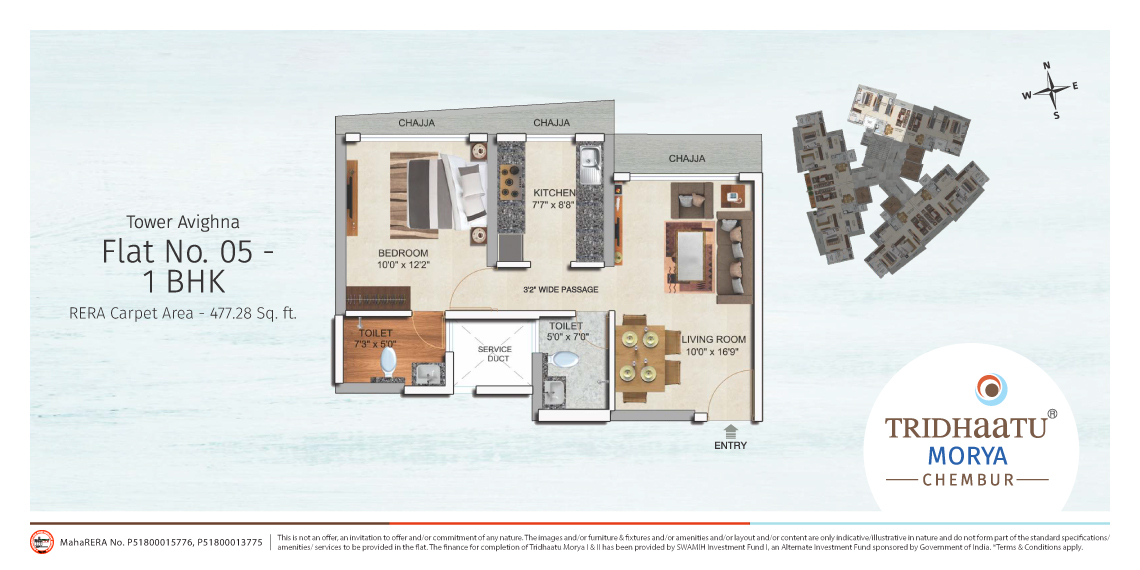 Tower Avighna
Flat No. 05 -
1 BHK
RERA Carpet Area - 477.28 Sq. ft.
CHAJJA
CHAJJA
CHAJJA
KITCHEN
7'7" x 8'8"
BEDROOM
10'0" x 12'2"
3'2" WIDE PASSAGE
TOILET
7'3" x 5'0"
SERVICE
DUCT
TOILET
5'0" x 7'0"
LIVING ROOM
10'0" x 16'9"
ENTRY
N
W E
S
TRIDHaaTU®
MORYA
CHEMBUR
MahaRERA No. P51800015776, P51800013775
This is not an offer, an invitation to offer and/or commitment of any nature. The images and/or furniture & fixtures and/or amenities and/or layout and/or content are only indicative/illustrative in nature and do not form part of the standard specifications/
amenities/ services to be provided in the flat. The finance for completion of Tridhaatu Morya I & II has been provided by SWAMIH Investment Fund I, an Alternate Investment Fund sponsored by Government of India. *Terms & Conditions apply.